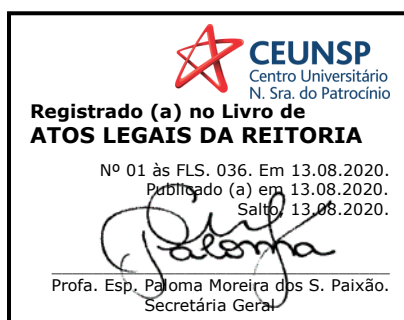 CEUNSP
Centro Universitário
N. Sra. do Patrocínio
Registrado (a) no Livro de
ATOS LEGAIS DA REITORIA
Nº 01 às FLS. 036. Em 13.08.2020.
Publicado (a) em 13.08.2020.
Salto, 13.08.2020.
Paloma
Profa. Esp. Paloma Moreira dos S. Paixão.
Secretária Geral